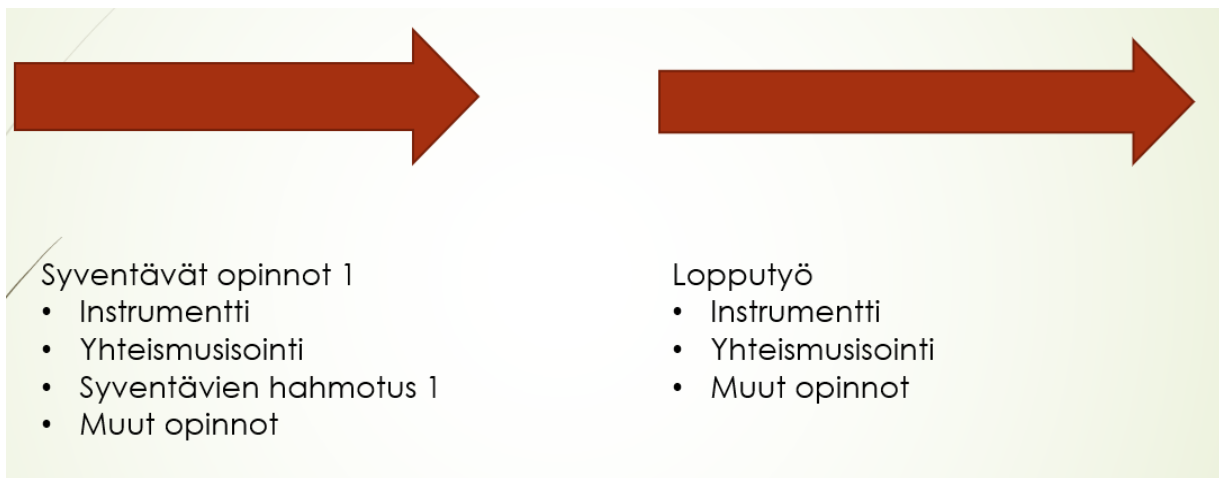 Syventävät opinnot 1
• Instrumentti
• Yhteismusisointi
• Syventävien hahmotus 1
• Muut opinnot
Lopputyö
• Instrumentti
• Yhteismusisointi
• Muut opinnot